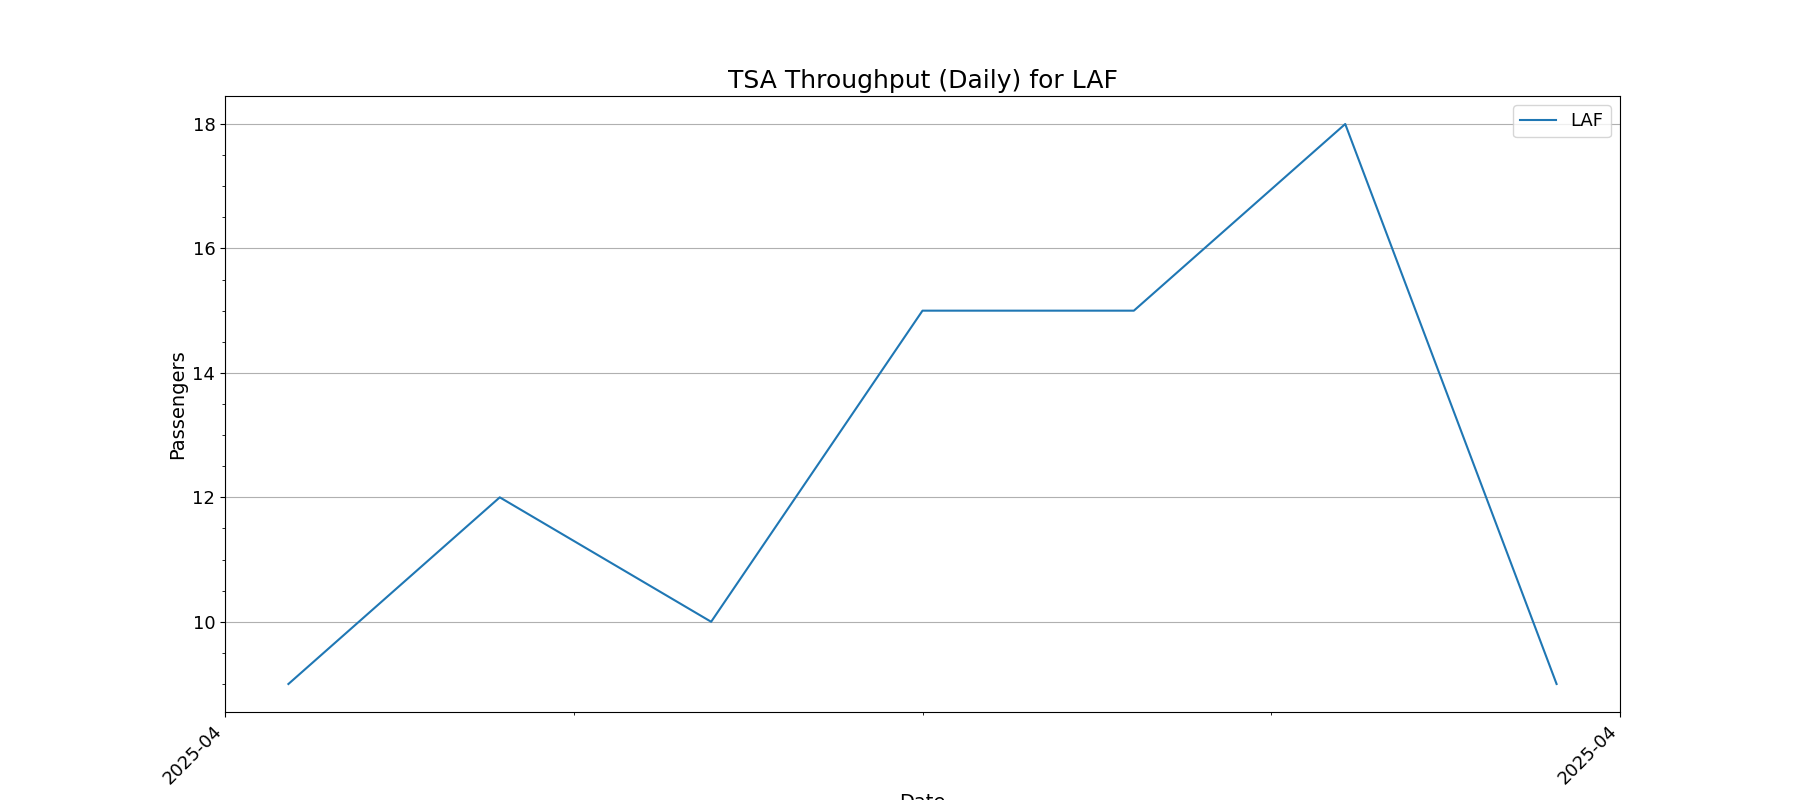 TSA Throughput (Daily) for LAF
LAF
18
16
14
12
10
Passengers
2025-04
2025-04
Date